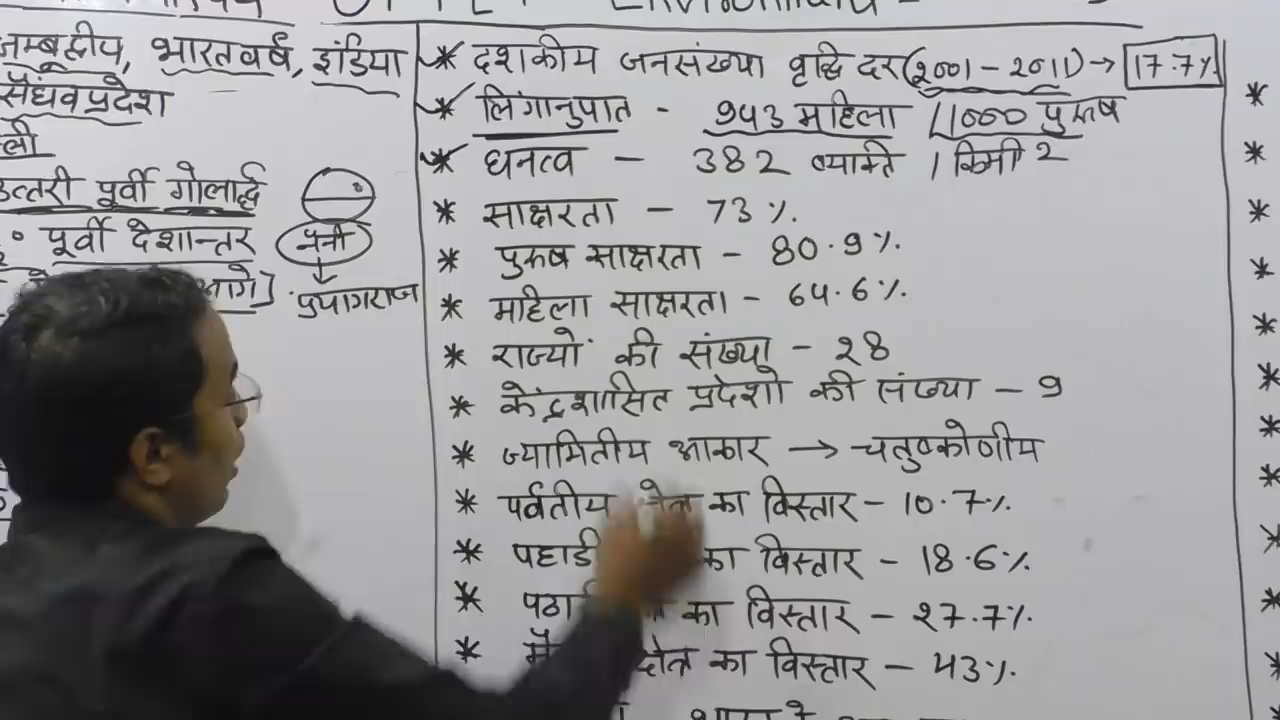 जम्बूद्वीप, भारतवर्ष, इंडिया
सैंधवप्रदेश
उत्तरी पूर्वी गोलार्द्ध
पूर्वी देशान्तर
नैनी
प्रयागराज
* दशकीय जनसंख्या वृद्धि दर (2001-2011) → 17.7%
* लिंगानुपात - 943 महिला /1000 पुरुष
* घनत्व - 382 व्यक्ति / किमी 2
* साक्षरता - 73%.
* पुरुष साक्षरता - 80.9%.
* महिला साक्षरता - 64.6%.
* राज्यों की संख्या - 28
* केंद्रशासित प्रदेशो की संख्या - 9
* ज्यामितीय आकार → चतुष्कोणीय
* पर्वतीय क्षेत्र का विस्तार - 10.7%.
* पहाड़ी का विस्तार - 18.6%.
* का विस्तार - 27.7%.
* क्षेत्र का विस्तार - 43%.